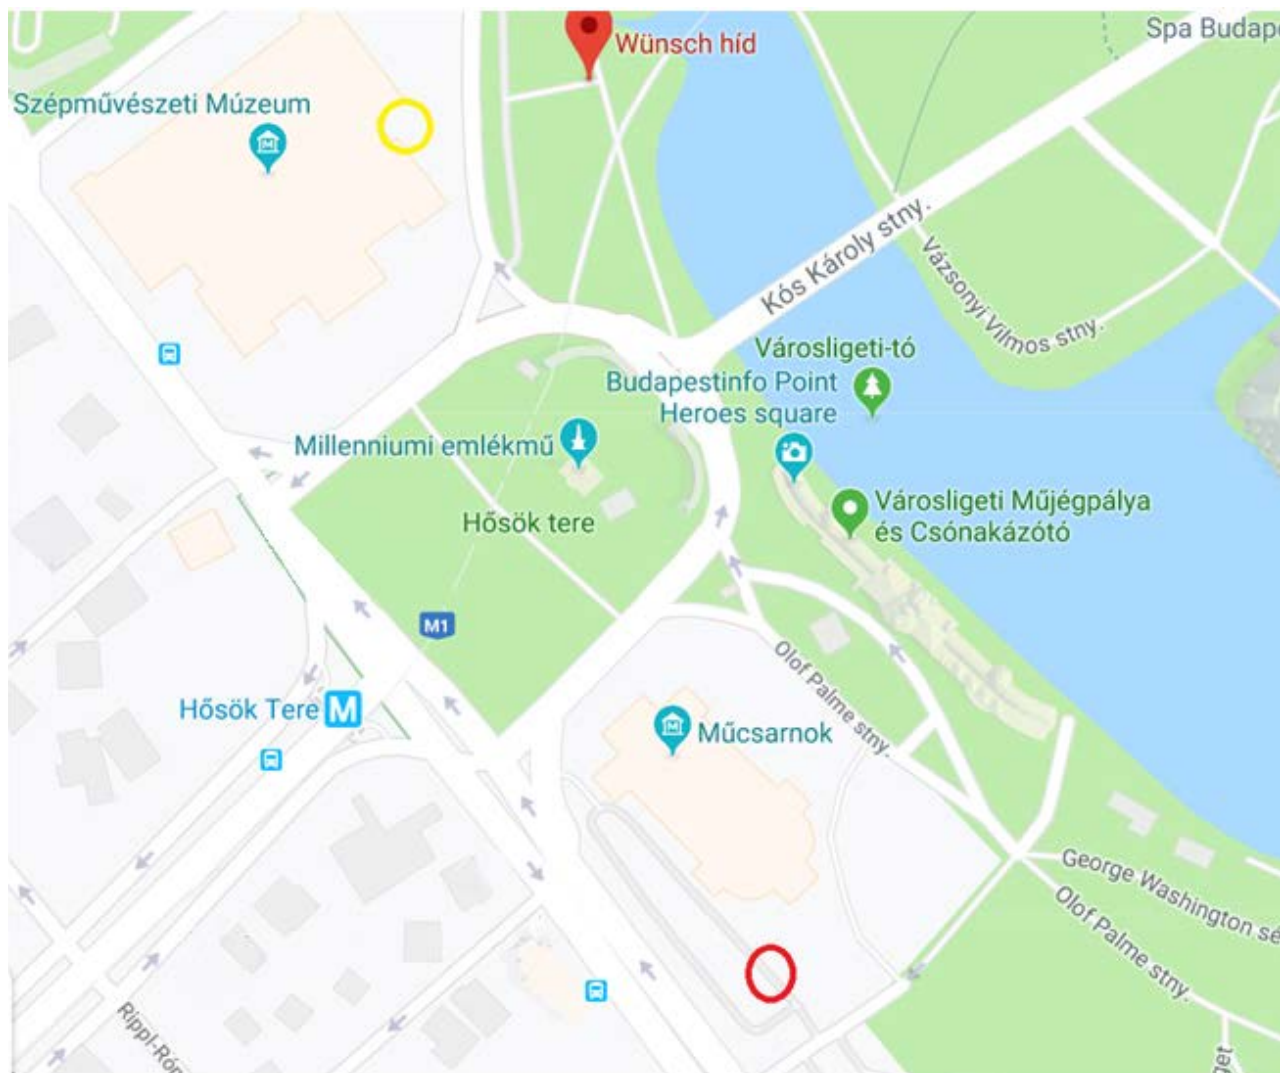 Spa Budape
Wünsch híd
Szépművészeti Múzeum
Kós Károly stny.
Vázsonyi Vilmos stny.
Városligeti-tó
Budapestinfo Point
Heroes square
Millenniumi emlékmű
Városligeti Műjégpálya
és Csónakázótó
Hősök tere
M1
Olof Palme stny.
Hősök Tere M
Műcsarnok
George Washington sé
Olof Palme stny.
Rippl-Rón
get